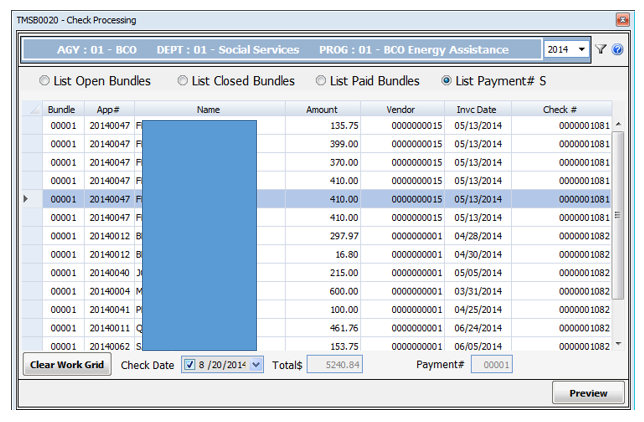 TMSB0020 - Check Processing
AGY : 01 - BCO DEPT : 01 - Social Services PROG : 01 - BCO Energy Assistance 2014
List Open Bundles List Closed Bundles List Paid Bundles List Payment# S
Bundle App# Name Amount Vendor Invc Date Check #
00001 20140047 F 135.75 0000000015 05/13/2014 0000001081
00001 20140047 F 399.00 0000000015 05/13/2014 0000001081
00001 20140047 F 370.00 0000000015 05/13/2014 0000001081
00001 20140047 F 410.00 0000000015 05/13/2014 0000001081
00001 20140047 F 410.00 0000000015 05/13/2014 0000001081
00001 20140047 F 410.00 0000000015 05/13/2014 0000001081
00001 20140012 B 297.97 0000000001 04/28/2014 0000001082
00001 20140012 B 16.80 0000000001 04/30/2014 0000001082
00001 20140040 J 215.00 0000000001 05/05/2014 0000001082
00001 20140004 M 600.00 0000000001 03/31/2014 0000001082
00001 20140041 P 100.00 0000000001 04/25/2014 0000001082
00001 20140011 Q 461.76 0000000001 06/24/2014 0000001082
00001 20140062 S 153.75 0000000001 06/05/2014 0000001082
Clear Work Grid Check Date 8 /20/2014 Total$ 5240.84 Payment# 00001
Preview